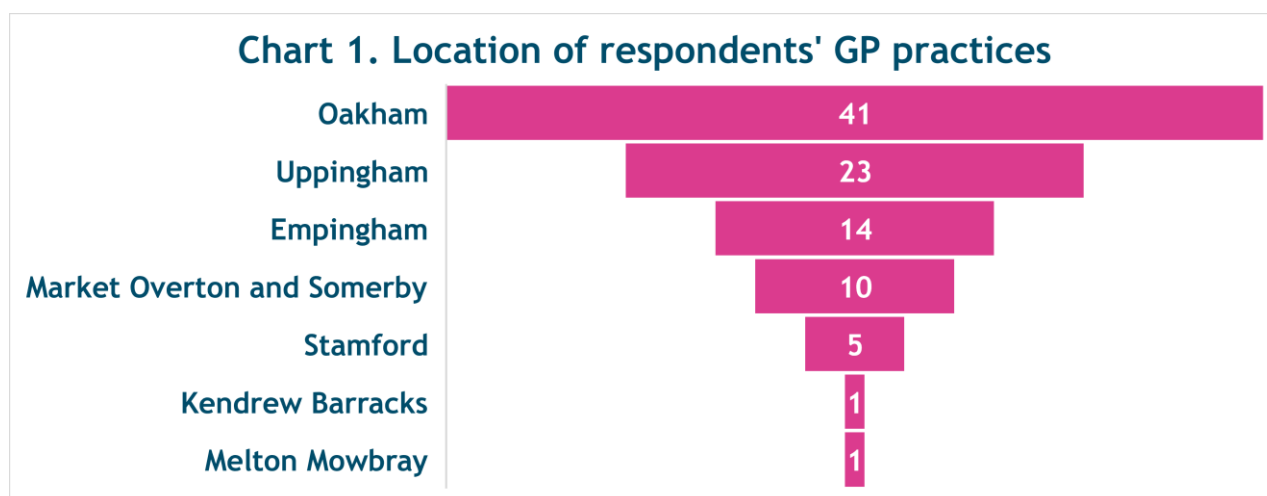 Chart 1. Location of respondents' GP practices
Oakham 41
Uppingham 23
Empingham 14
Market Overton and Somerby 10
Stamford 5
Kendrew Barracks 1
Melton Mowbray 1